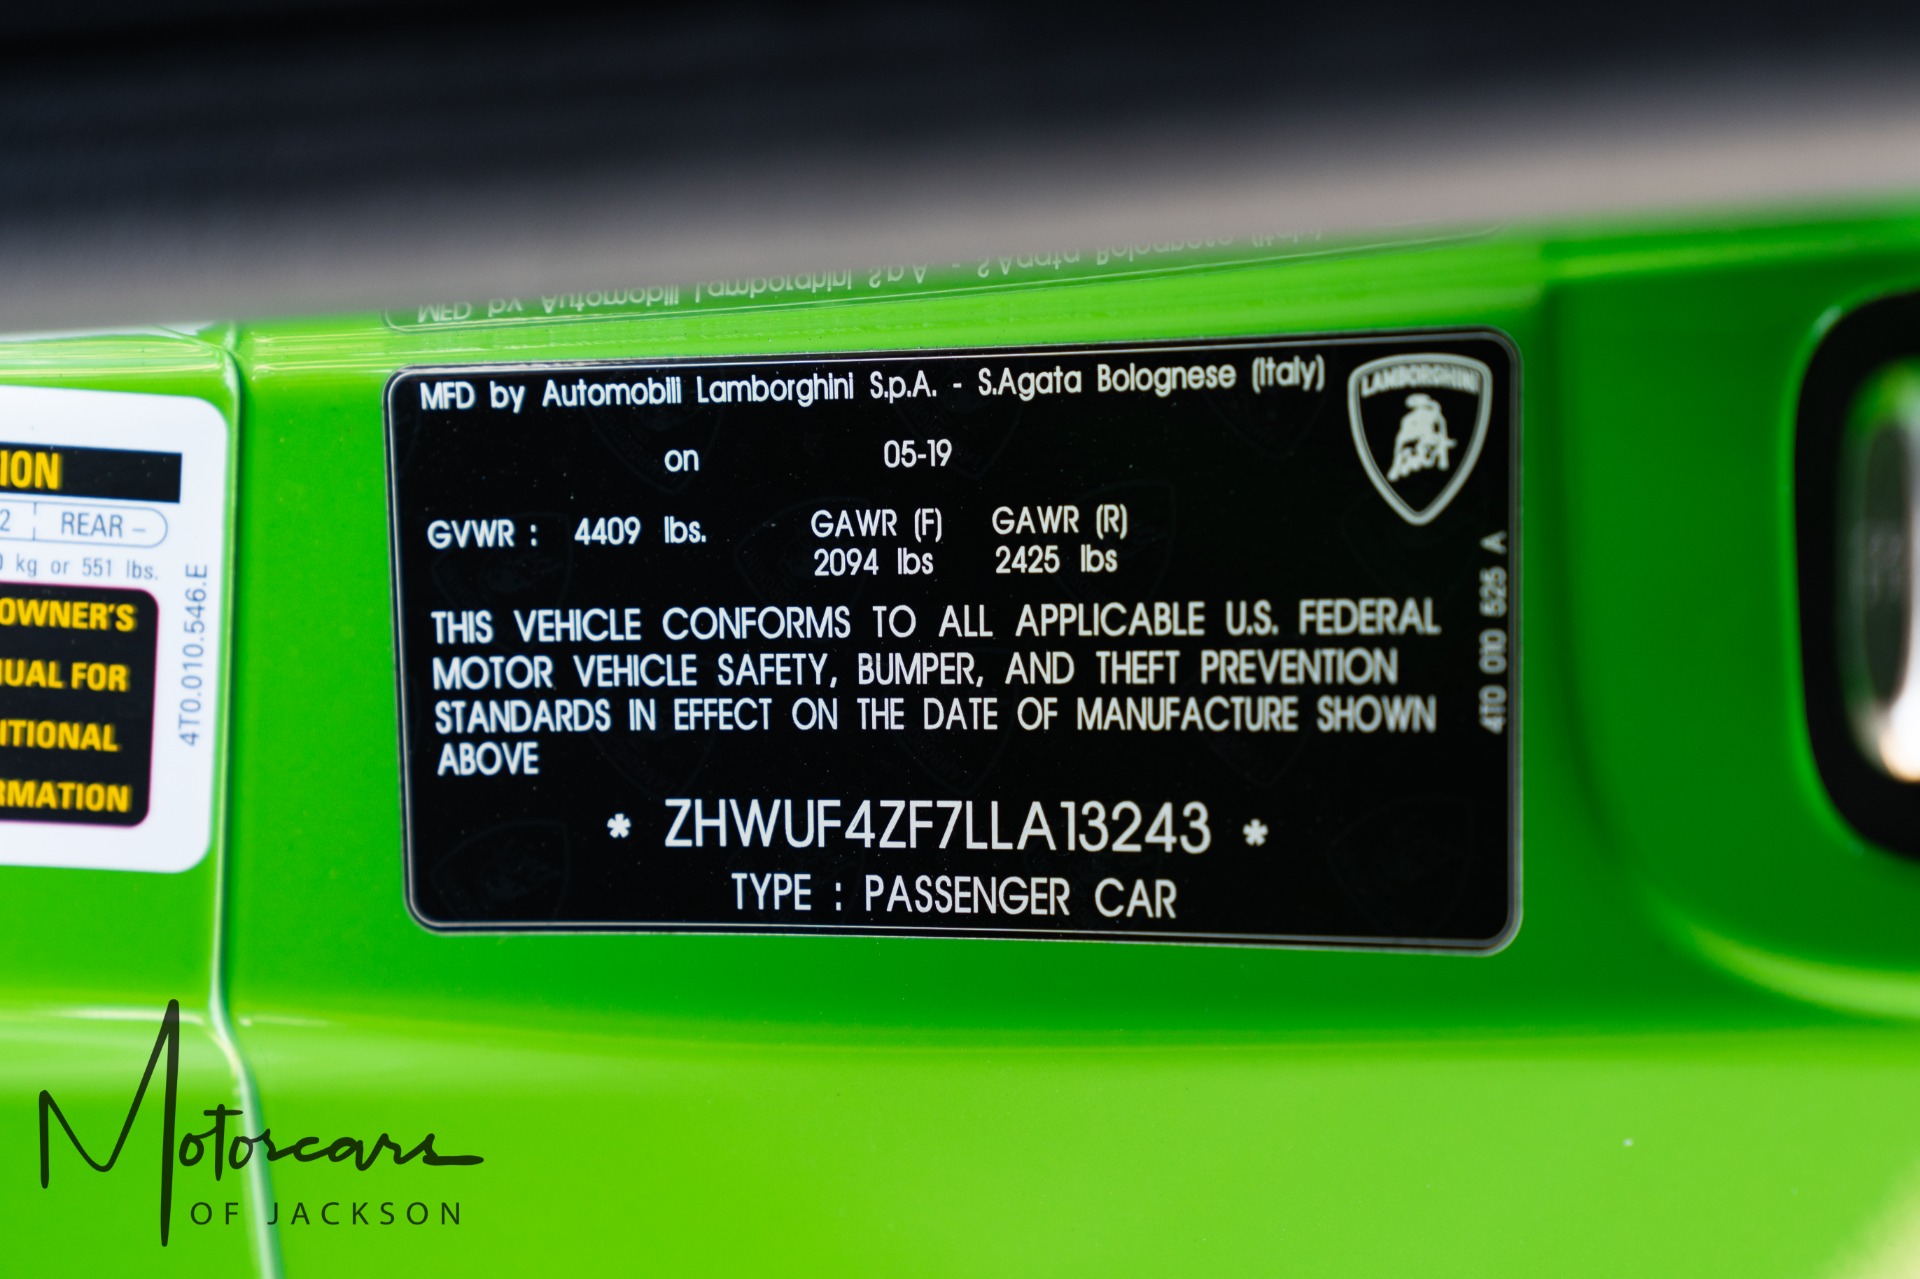 MFD by Automobili Lamborghini S.p.A. - S.Agata Bolognese (Italy)
LAMBORGHINI
on 05-19
GVWR : 4409 lbs. GAWR (F) GAWR (R)
2094 lbs 2425 lbs
THIS VEHICLE CONFORMS TO ALL APPLICABLE U.S. FEDERAL
MOTOR VEHICLE SAFETY, BUMPER, AND THEFT PREVENTION
STANDARDS IN EFFECT ON THE DATE OF MANUFACTURE SHOWN
ABOVE
* ZHWUF4ZF7LLA13243 *
TYPE : PASSENGER CAR
4T0 010 525 A
ION
2 REAR -
0 kg or 551 lbs.
OWNER'S
UAL FOR
ITIONAL
RMATION
4T0.010.546.E
Motorcars
OF JACKSON